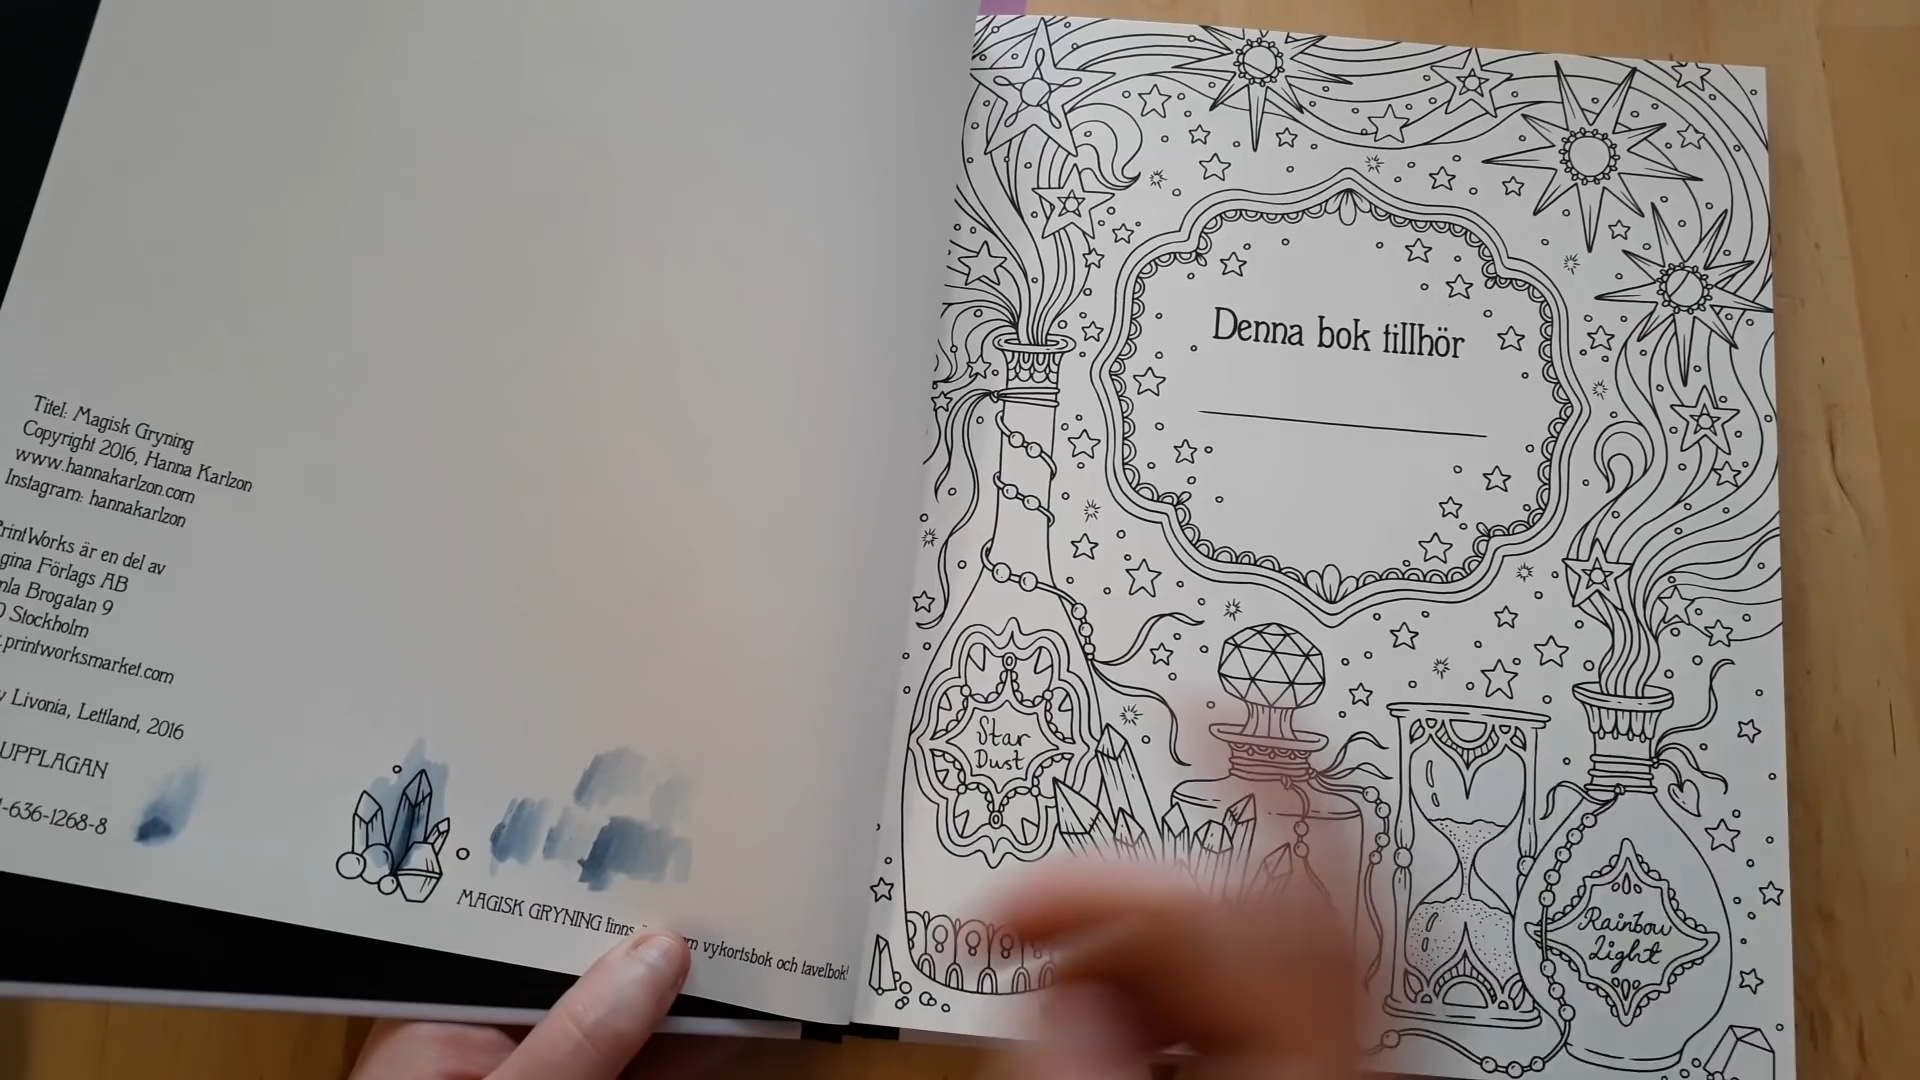 Titel: Magisk Gryning
Copyright 2016, Hanna Karlzon
www.hannakarlzon.com
Instagram: hannakarlzon
PrintWorks är en del av
Förlags AB
Brogatan 9
Stockholm
printworksmarket.com
Livonia, Lettland, 2016
UPPLAGAN
-636-1268-8
MAGISK GRYNING finns vykortsbok och tavelbok!
Denna bok tillhör
Star
Dust
Rainbow
Light